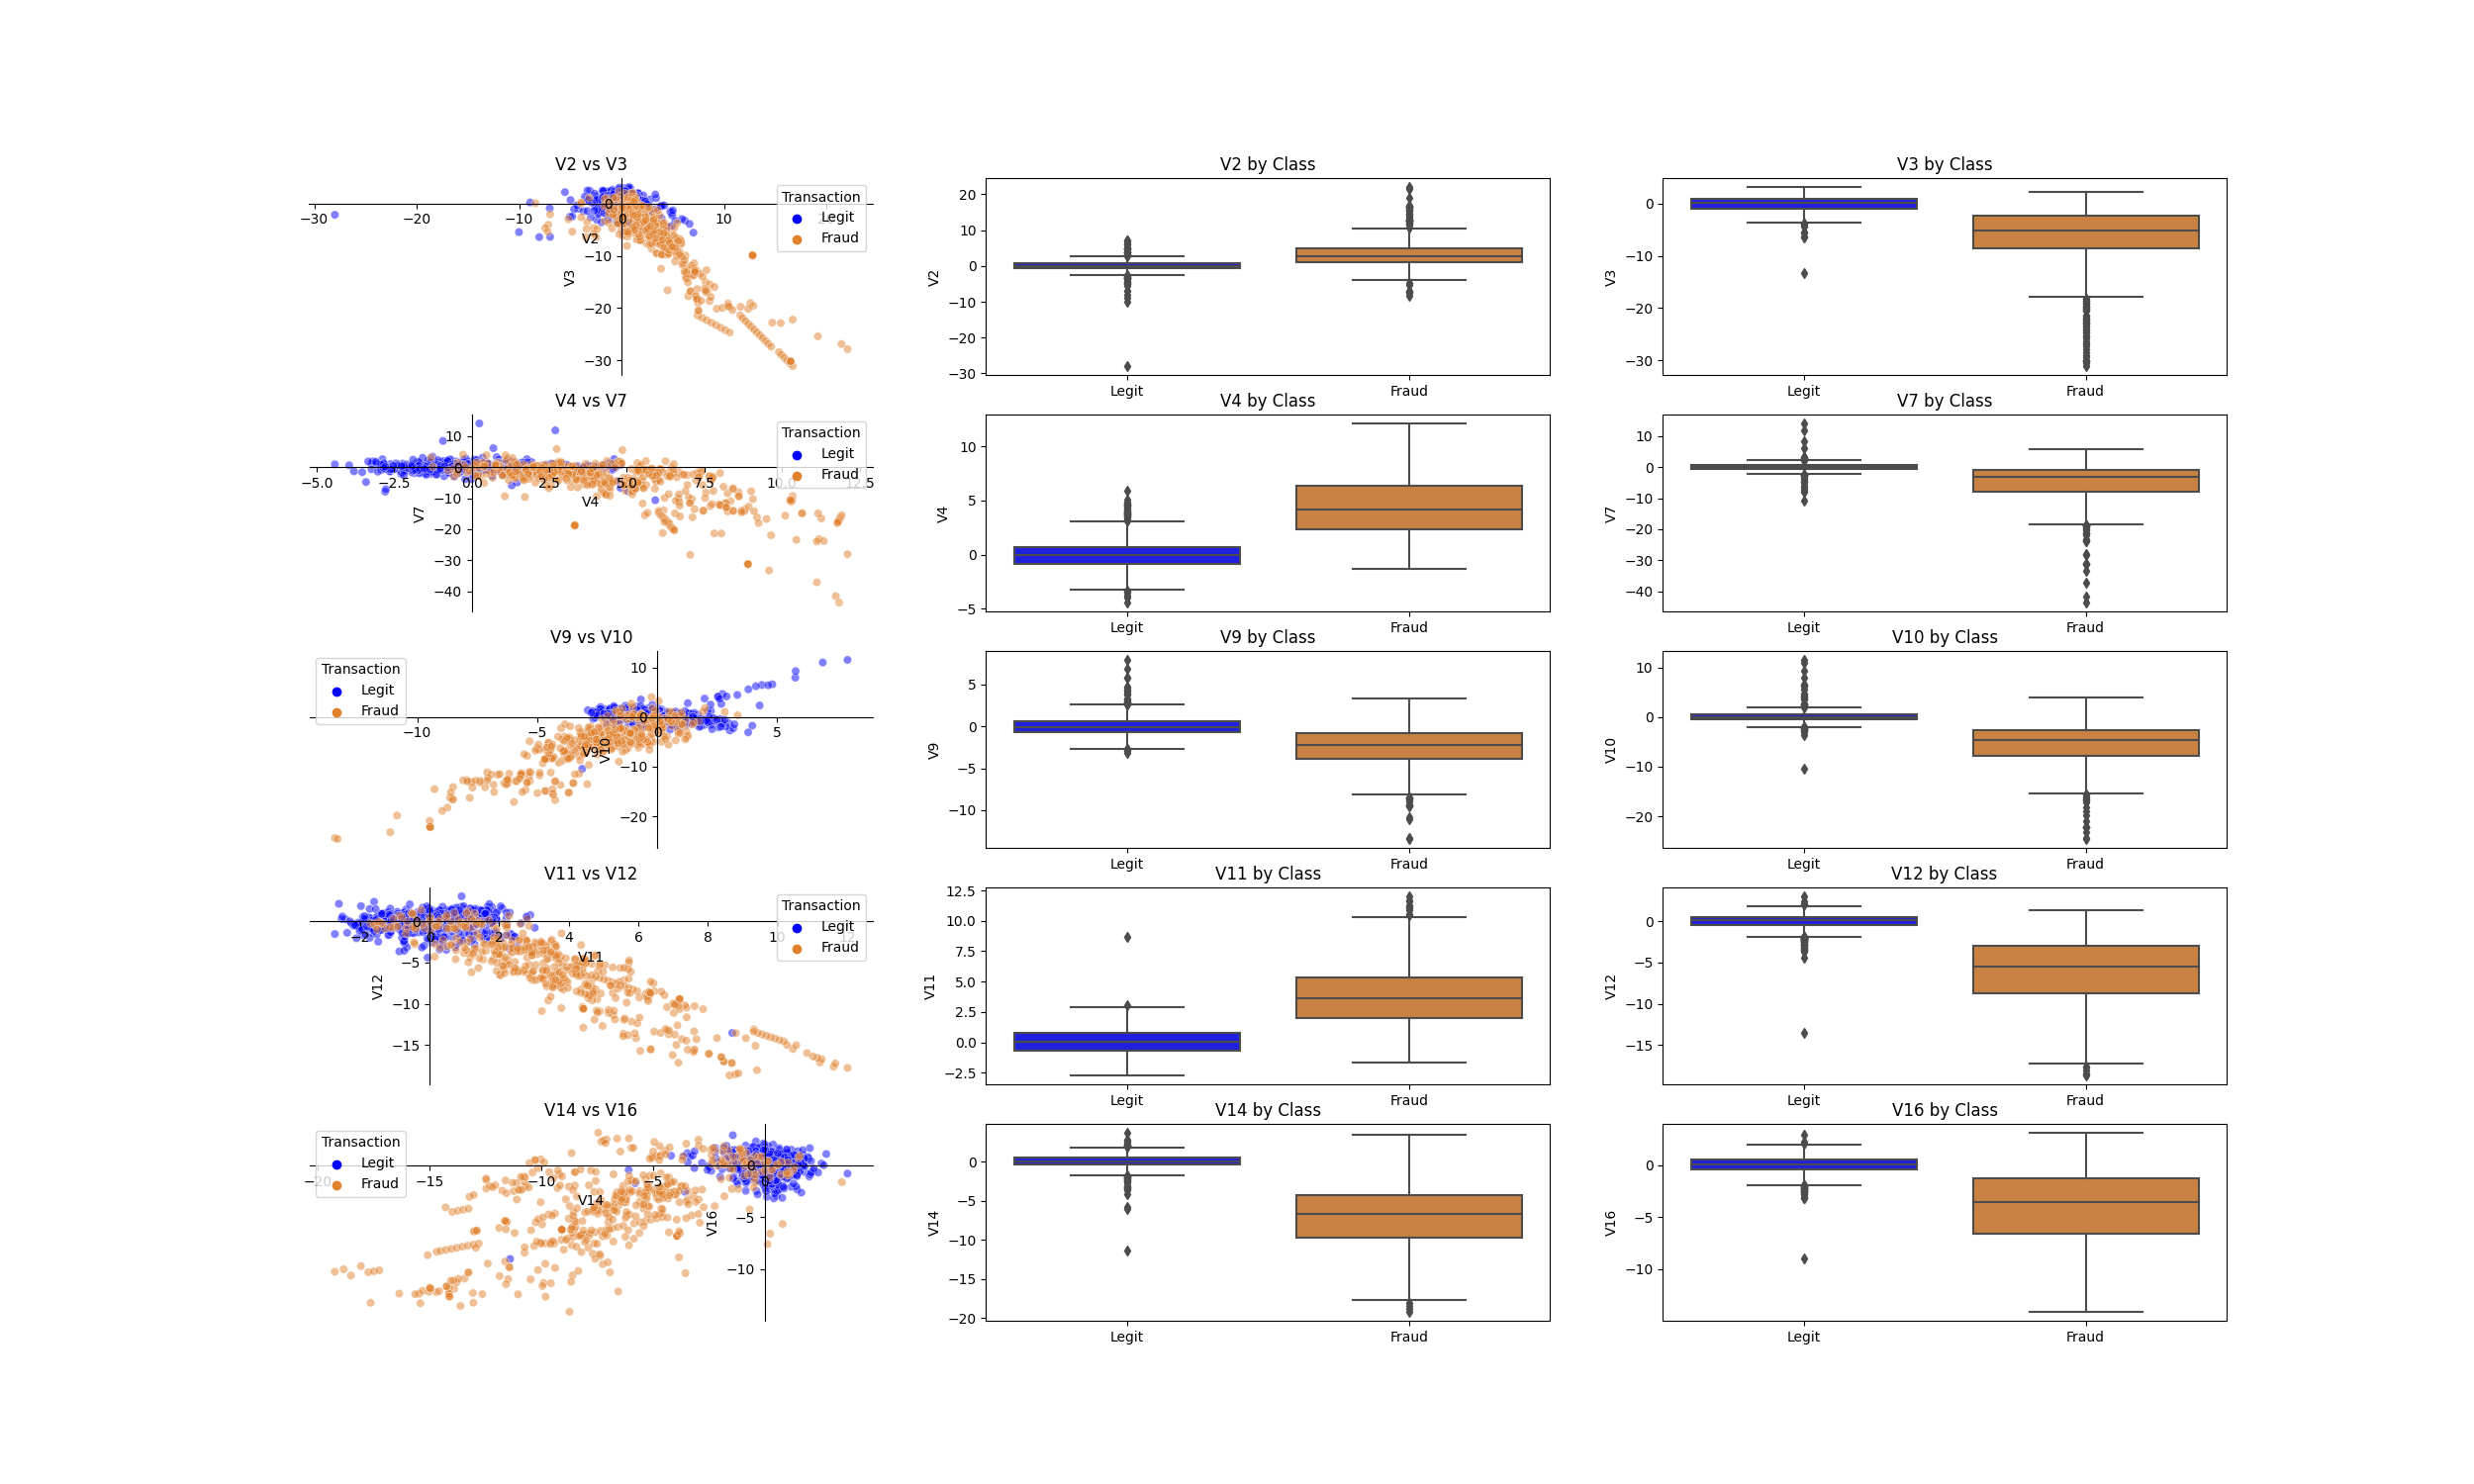 V2 vs V3
Transaction
Legit
Fraud
−30 −20 −10 0 10
V2
V3
0
−10
−20
−30
V2 by Class
V2
20
10
0
−10
−20
−30
Legit Fraud
V3 by Class
V3
0
−10
−20
−30
Legit Fraud
V4 vs V7
Transaction
Legit
Fraud
−5.0 −2.5 0.0 2.5 5.0 7.5 10.0 12.5
V4
V7
10
0
−10
−20
−30
−40
V4 by Class
V4
10
5
0
−5
Legit Fraud
V7 by Class
V7
10
0
−10
−20
−30
−40
Legit Fraud
V9 vs V10
Transaction
Legit
Fraud
−10 −5 0 5
V9
V10
10
0
−10
−20
V9 by Class
V9
5
0
−5
−10
Legit Fraud
V10 by Class
V10
10
0
−10
−20
Legit Fraud
V11 vs V12
Transaction
Legit
Fraud
−2 0 2 4 6 8 10 12
V11
V12
0
−5
−10
−15
V11 by Class
V11
12.5
10.0
7.5
5.0
2.5
0.0
−2.5
Legit Fraud
V12 by Class
V12
0
−5
−10
−15
Legit Fraud
V14 vs V16
Transaction
Legit
Fraud
−20 −15 −10 −5 0
V14
V16
0
−5
−10
V14 by Class
V14
0
−5
−10
−15
−20
Legit Fraud
V16 by Class
V16
0
−5
−10
Legit Fraud